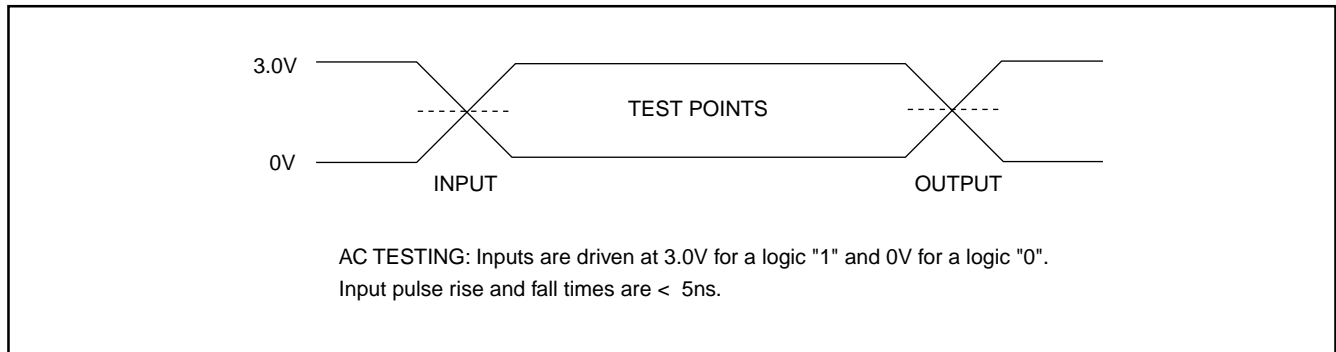 3.0V
TEST POINTS
0V
INPUT
OUTPUT
AC TESTING: Inputs are driven at 3.0V for a logic "1" and 0V for a logic "0".
Input pulse rise and fall times are < 5ns.